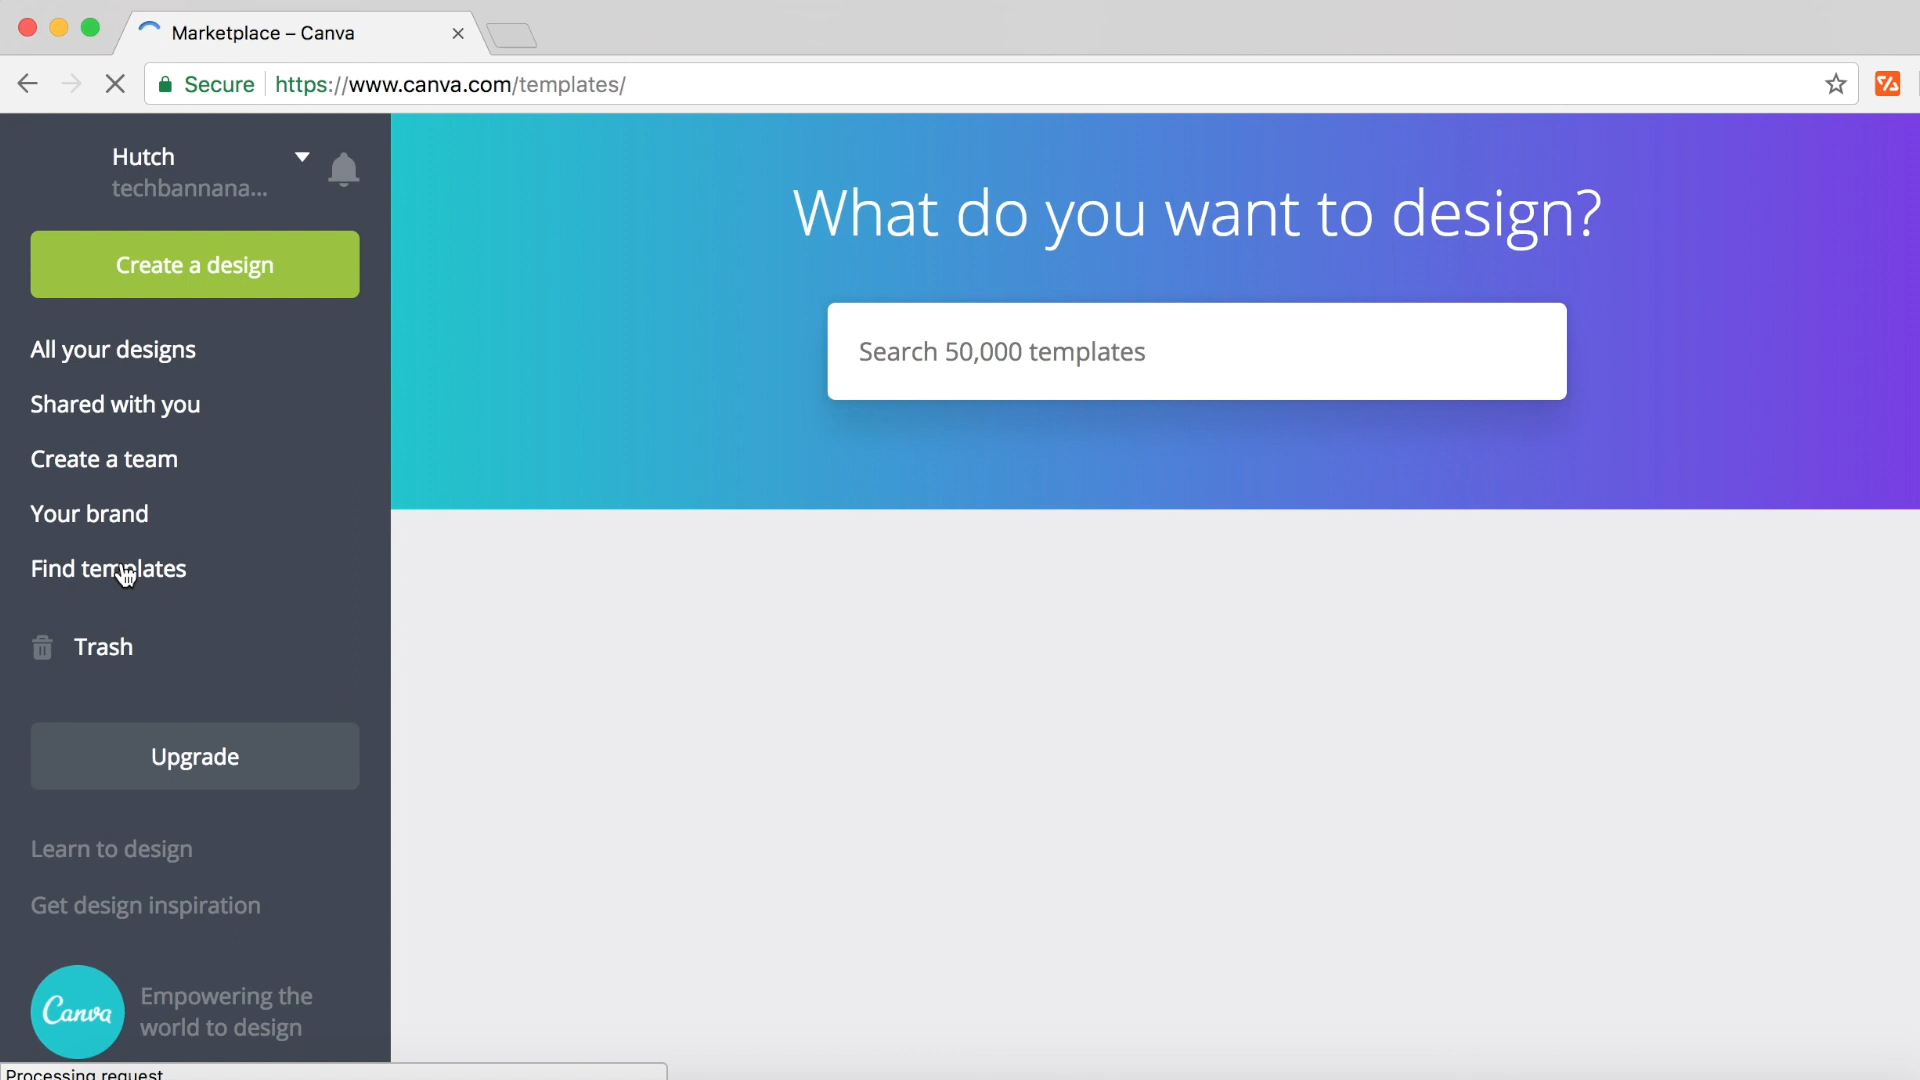 Marketplace – Canva
Secure https://www.canva.com/templates/
Hutch
techbannana...
Create a design
All your designs
Shared with you
Create a team
Your brand
Find templates
Trash
Upgrade
Learn to design
Get design inspiration
Canva
Empowering the
world to design
What do you want to design?
Search 50,000 templates
Processing request